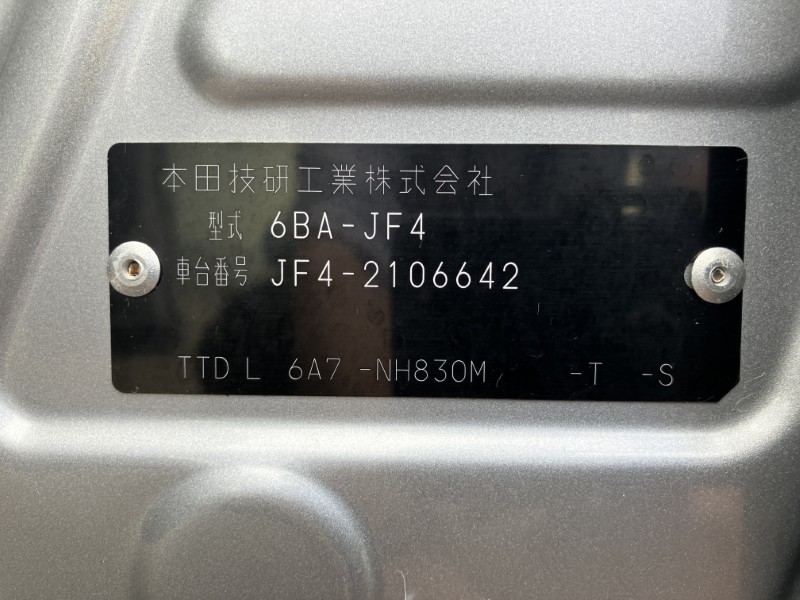 本田技研工業株式会社
型式 6BA-JF4
車台番号 JF4-2106642
TTD L 6A7 -NH830M -T -S